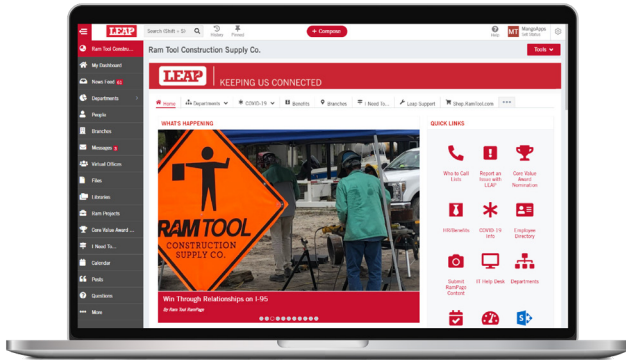 LEAP
Search (Shift + S)
History
Pinned
+ Compose
Help
MT
MangoApps
Ram Tool Constru...
Ram Tool Construction Supply Co.
Tools
My Dashboard
News Feed
Departments
People
Branches
Messages
Virtual Offices
Files
Libraries
Ram Projects
Core Value Award ...
I Need To...
Calendar
Posts
Questions
More
LEAP
KEEPING US CONNECTED
Home
Departments
COVID-19
Benefits
Branches
I Need To...
Leap Support
Shop.Ramtool.com
WHAT'S HAPPENING
RAM TOOL
CONSTRUCTION
SUPPLY CO.
Win Through Relationships on I-95
By Ram Tool RamPage
QUICK LINKS
Who to Call
Lists
Report an
Issue with
LEAP
Core Value
Award
Nomination
HR/Benefits
COVID-19
Info
Employee
Directory
Submit
RamPage
Content
IT Help Desk
Departments